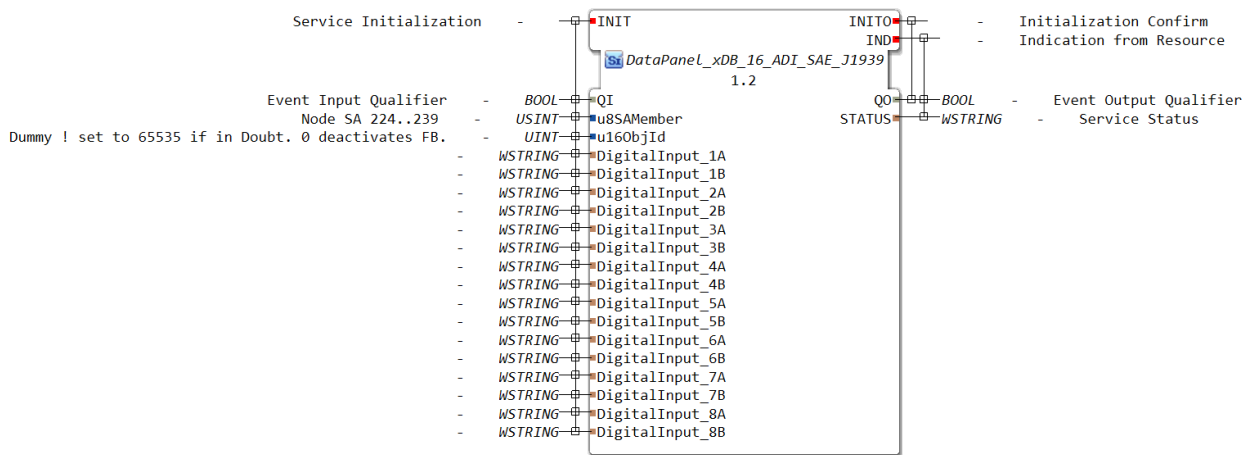 Service Initialization - INIT INITO - Initialization Confirm
IND - Indication from Resource
SI DataPanel_xDB_16_ADI_SAE_J1939
1.2
Event Input Qualifier - BOOL QI QO BOOL - Event Output Qualifier
Node SA 224..239 - USINT u8SAMember STATUS WSTRING - Service Status
Dummy ! set to 65535 if in Doubt. 0 deactivates FB. - UINT u16ObjId
- WSTRING DigitalInput_1A
- WSTRING DigitalInput_1B
- WSTRING DigitalInput_2A
- WSTRING DigitalInput_2B
- WSTRING DigitalInput_3A
- WSTRING DigitalInput_3B
- WSTRING DigitalInput_4A
- WSTRING DigitalInput_4B
- WSTRING DigitalInput_5A
- WSTRING DigitalInput_5B
- WSTRING DigitalInput_6A
- WSTRING DigitalInput_6B
- WSTRING DigitalInput_7A
- WSTRING DigitalInput_7B
- WSTRING DigitalInput_8A
- WSTRING DigitalInput_8B